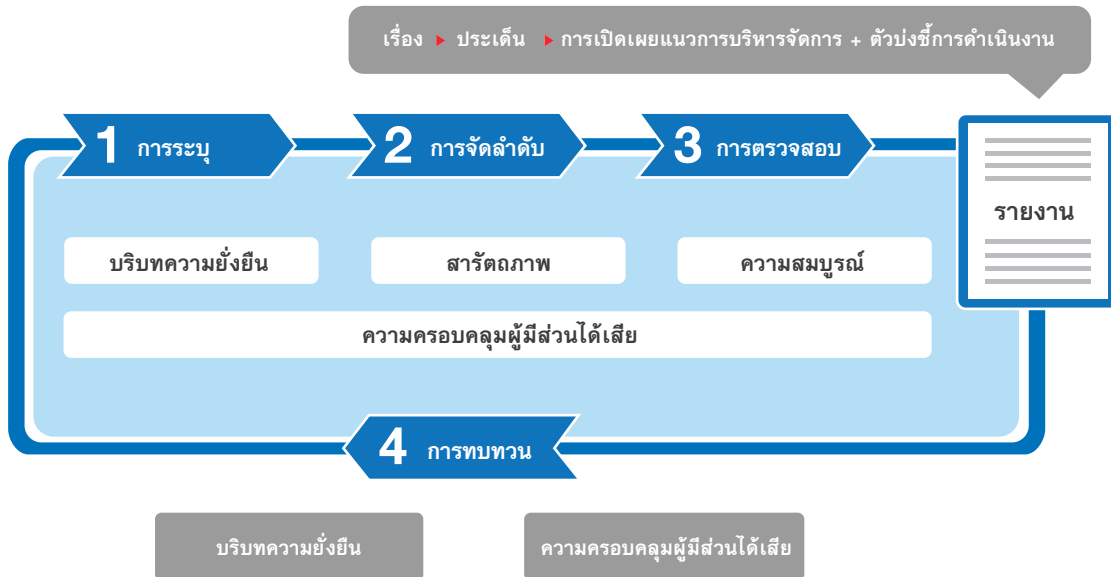 เรื่อง ▶ ประเด็น ▶ การเปิดเผยแนวการบริหารจัดการ + ตัวบ่งชี้การดำเนินงาน
1 การระบุ
2 การจัดลำดับ
3 การตรวจสอบ
รายงาน
บริบทความยั่งยืน
สารัตถภาพ
ความสมบูรณ์
ความครอบคลุมผู้มีส่วนได้เสีย
4 การทบทวน
บริบทความยั่งยืน
ความครอบคลุมผู้มีส่วนได้เสีย